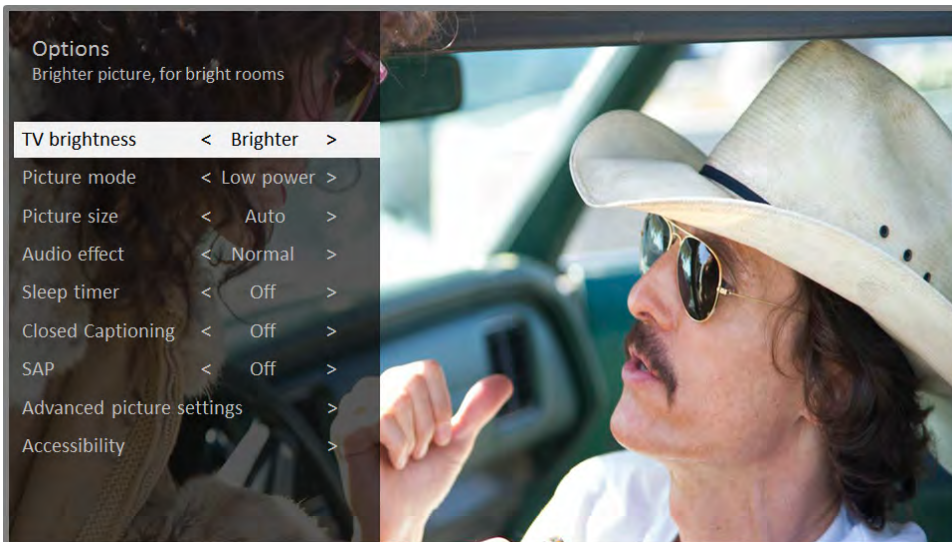 Options
Brighter picture, for bright rooms
TV brightness < Brighter >
Picture mode < Low power >
Picture size < Auto >
Audio effect < Normal >
Sleep timer < Off >
Closed Captioning < Off >
SAP < Off >
Advanced picture settings >
Accessibility >